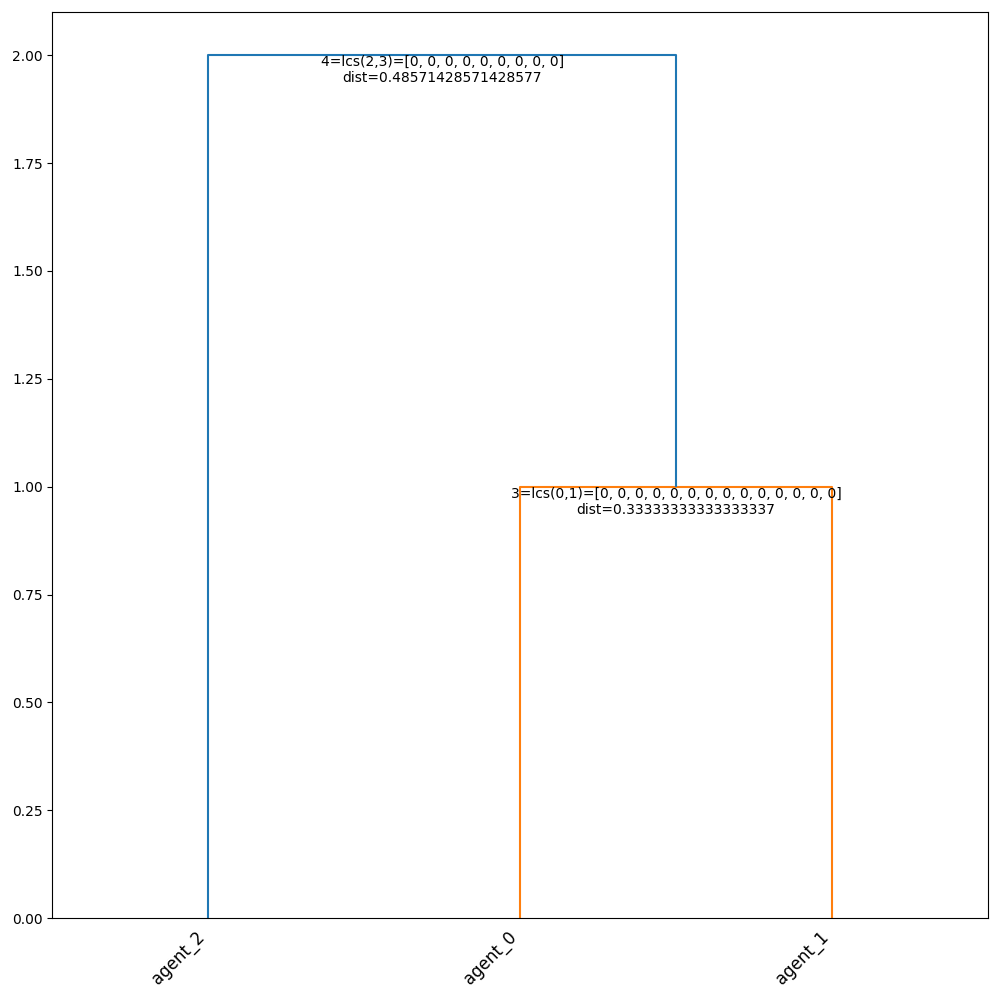 2.00
4=lcs(2,3)=[0, 0, 0, 0, 0, 0, 0, 0, 0]
dist=0.48571428571428577
1.75
1.50
1.25
1.00
3=lcs(0,1)=[0, 0, 0, 0, 0, 0, 0, 0, 0, 0, 0, 0, 0, 0]
dist=0.33333333333333337
0.75
0.50
0.25
0.00
agent_2
agent_0
agent_1